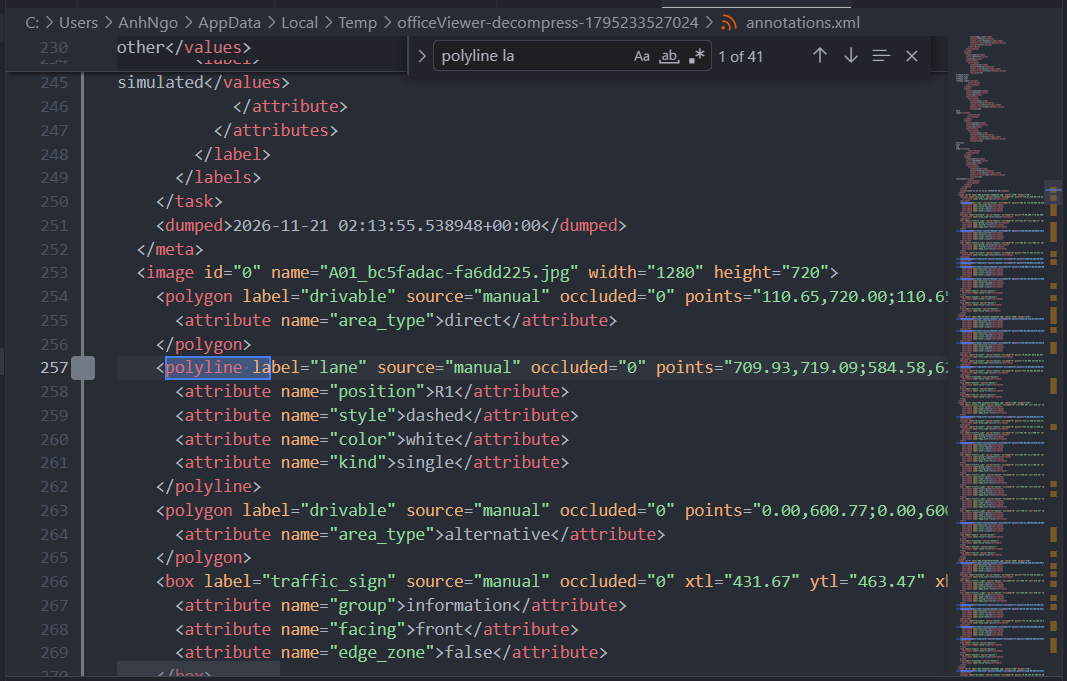 C: > Users > AnhNgo > AppData > Local > Temp > officeViewer-decompress-1795233527024 > annotations.xml
polyline la Aa ab .* 1 of 41
230 other</values>
245 simulated</values>
246 </attribute>
247 </attributes>
248 </label>
249 </labels>
250 </task>
251 <dumped>2026-11-21 02:13:55.538948+00:00</dumped>
252 </meta>
253 <image id="0" name="A01_bc5fadac-fa6dd225.jpg" width="1280" height="720">
254 <polygon label="drivable" source="manual" occluded="0" points="110.65,720.00;110.6
255 <attribute name="area_type">direct</attribute>
256 </polygon>
257 <polyline label="lane" source="manual" occluded="0" points="709.93,719.09;584.58,6
258 <attribute name="position">R1</attribute>
259 <attribute name="style">dashed</attribute>
260 <attribute name="color">white</attribute>
261 <attribute name="kind">single</attribute>
262 </polyline>
263 <polygon label="drivable" source="manual" occluded="0" points="0.00,600.77;0.00,600
264 <attribute name="area_type">alternative</attribute>
265 </polygon>
266 <box label="traffic_sign" source="manual" occluded="0" xtl="431.67" ytl="463.47" x
267 <attribute name="group">information</attribute>
268 <attribute name="facing">front</attribute>
269 <attribute name="edge_zone">false</attribute>
270 </box>